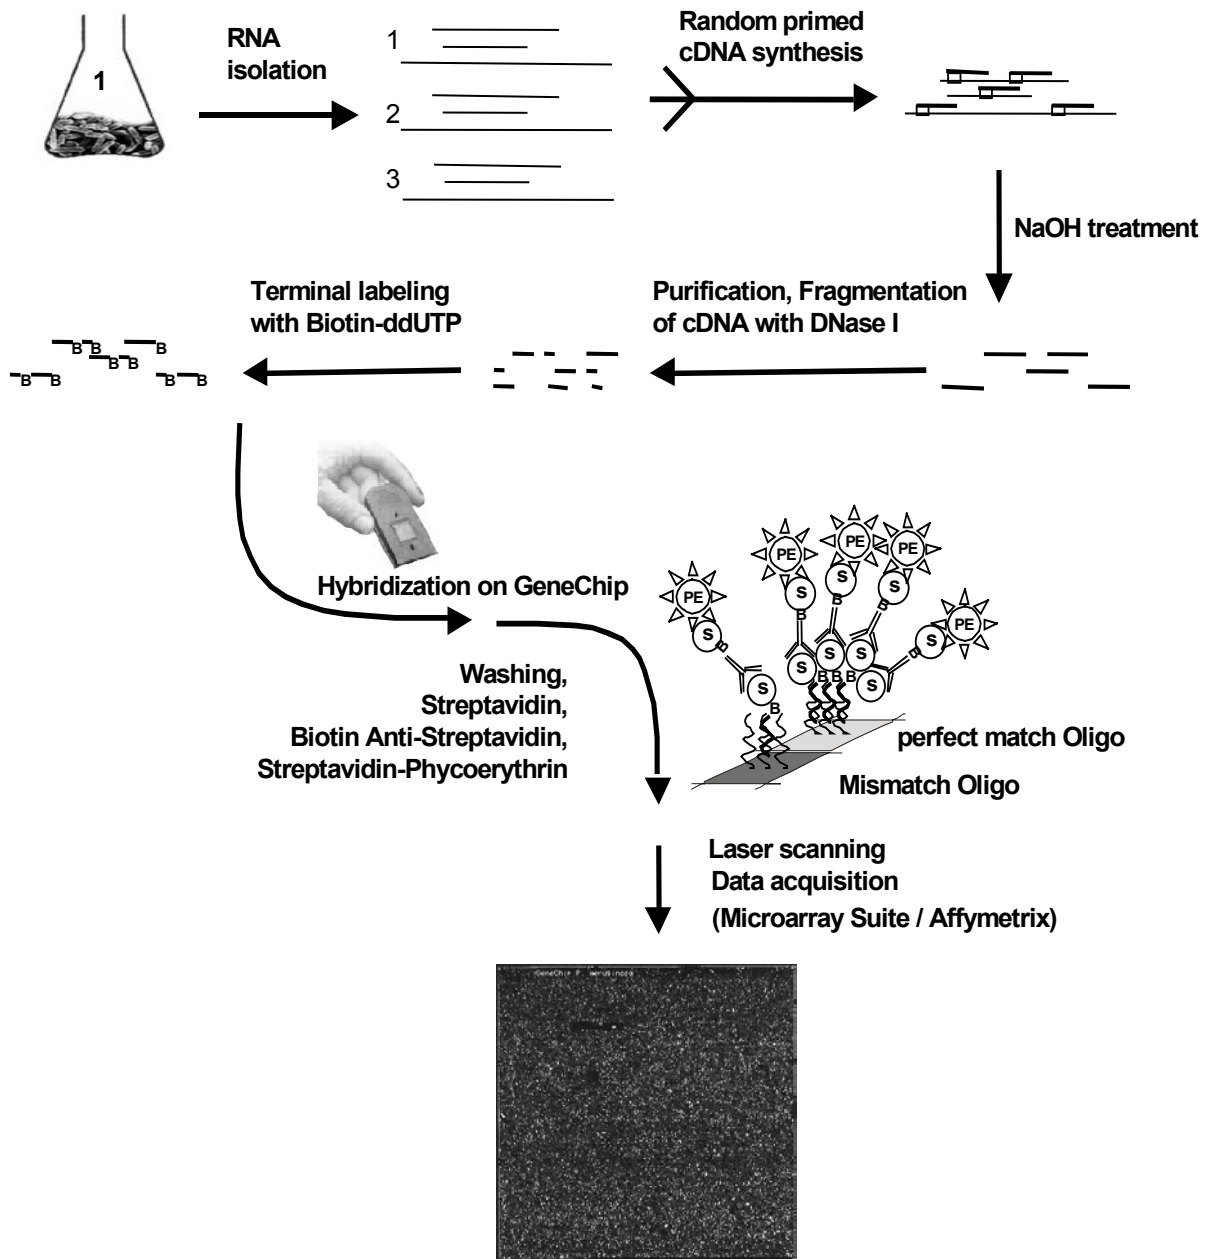 1
RNA
isolation
1
2
3
Random primed
cDNA synthesis
NaOH treatment
Purification, Fragmentation
of cDNA with DNase I
Terminal labeling
with Biotin-ddUTP
B B B
B B
B B B B
Hybridization on GeneChip
Washing,
Streptavidin,
Biotin Anti-Streptavidin,
Streptavidin-Phycoerythrin
PE PE PE PE PE
S S S S S
B B B B B
S S S S S
B B B B
perfect match Oligo
Mismatch Oligo
Laser scanning
Data acquisition
(Microarray Suite / Affymetrix)
GeneChip P